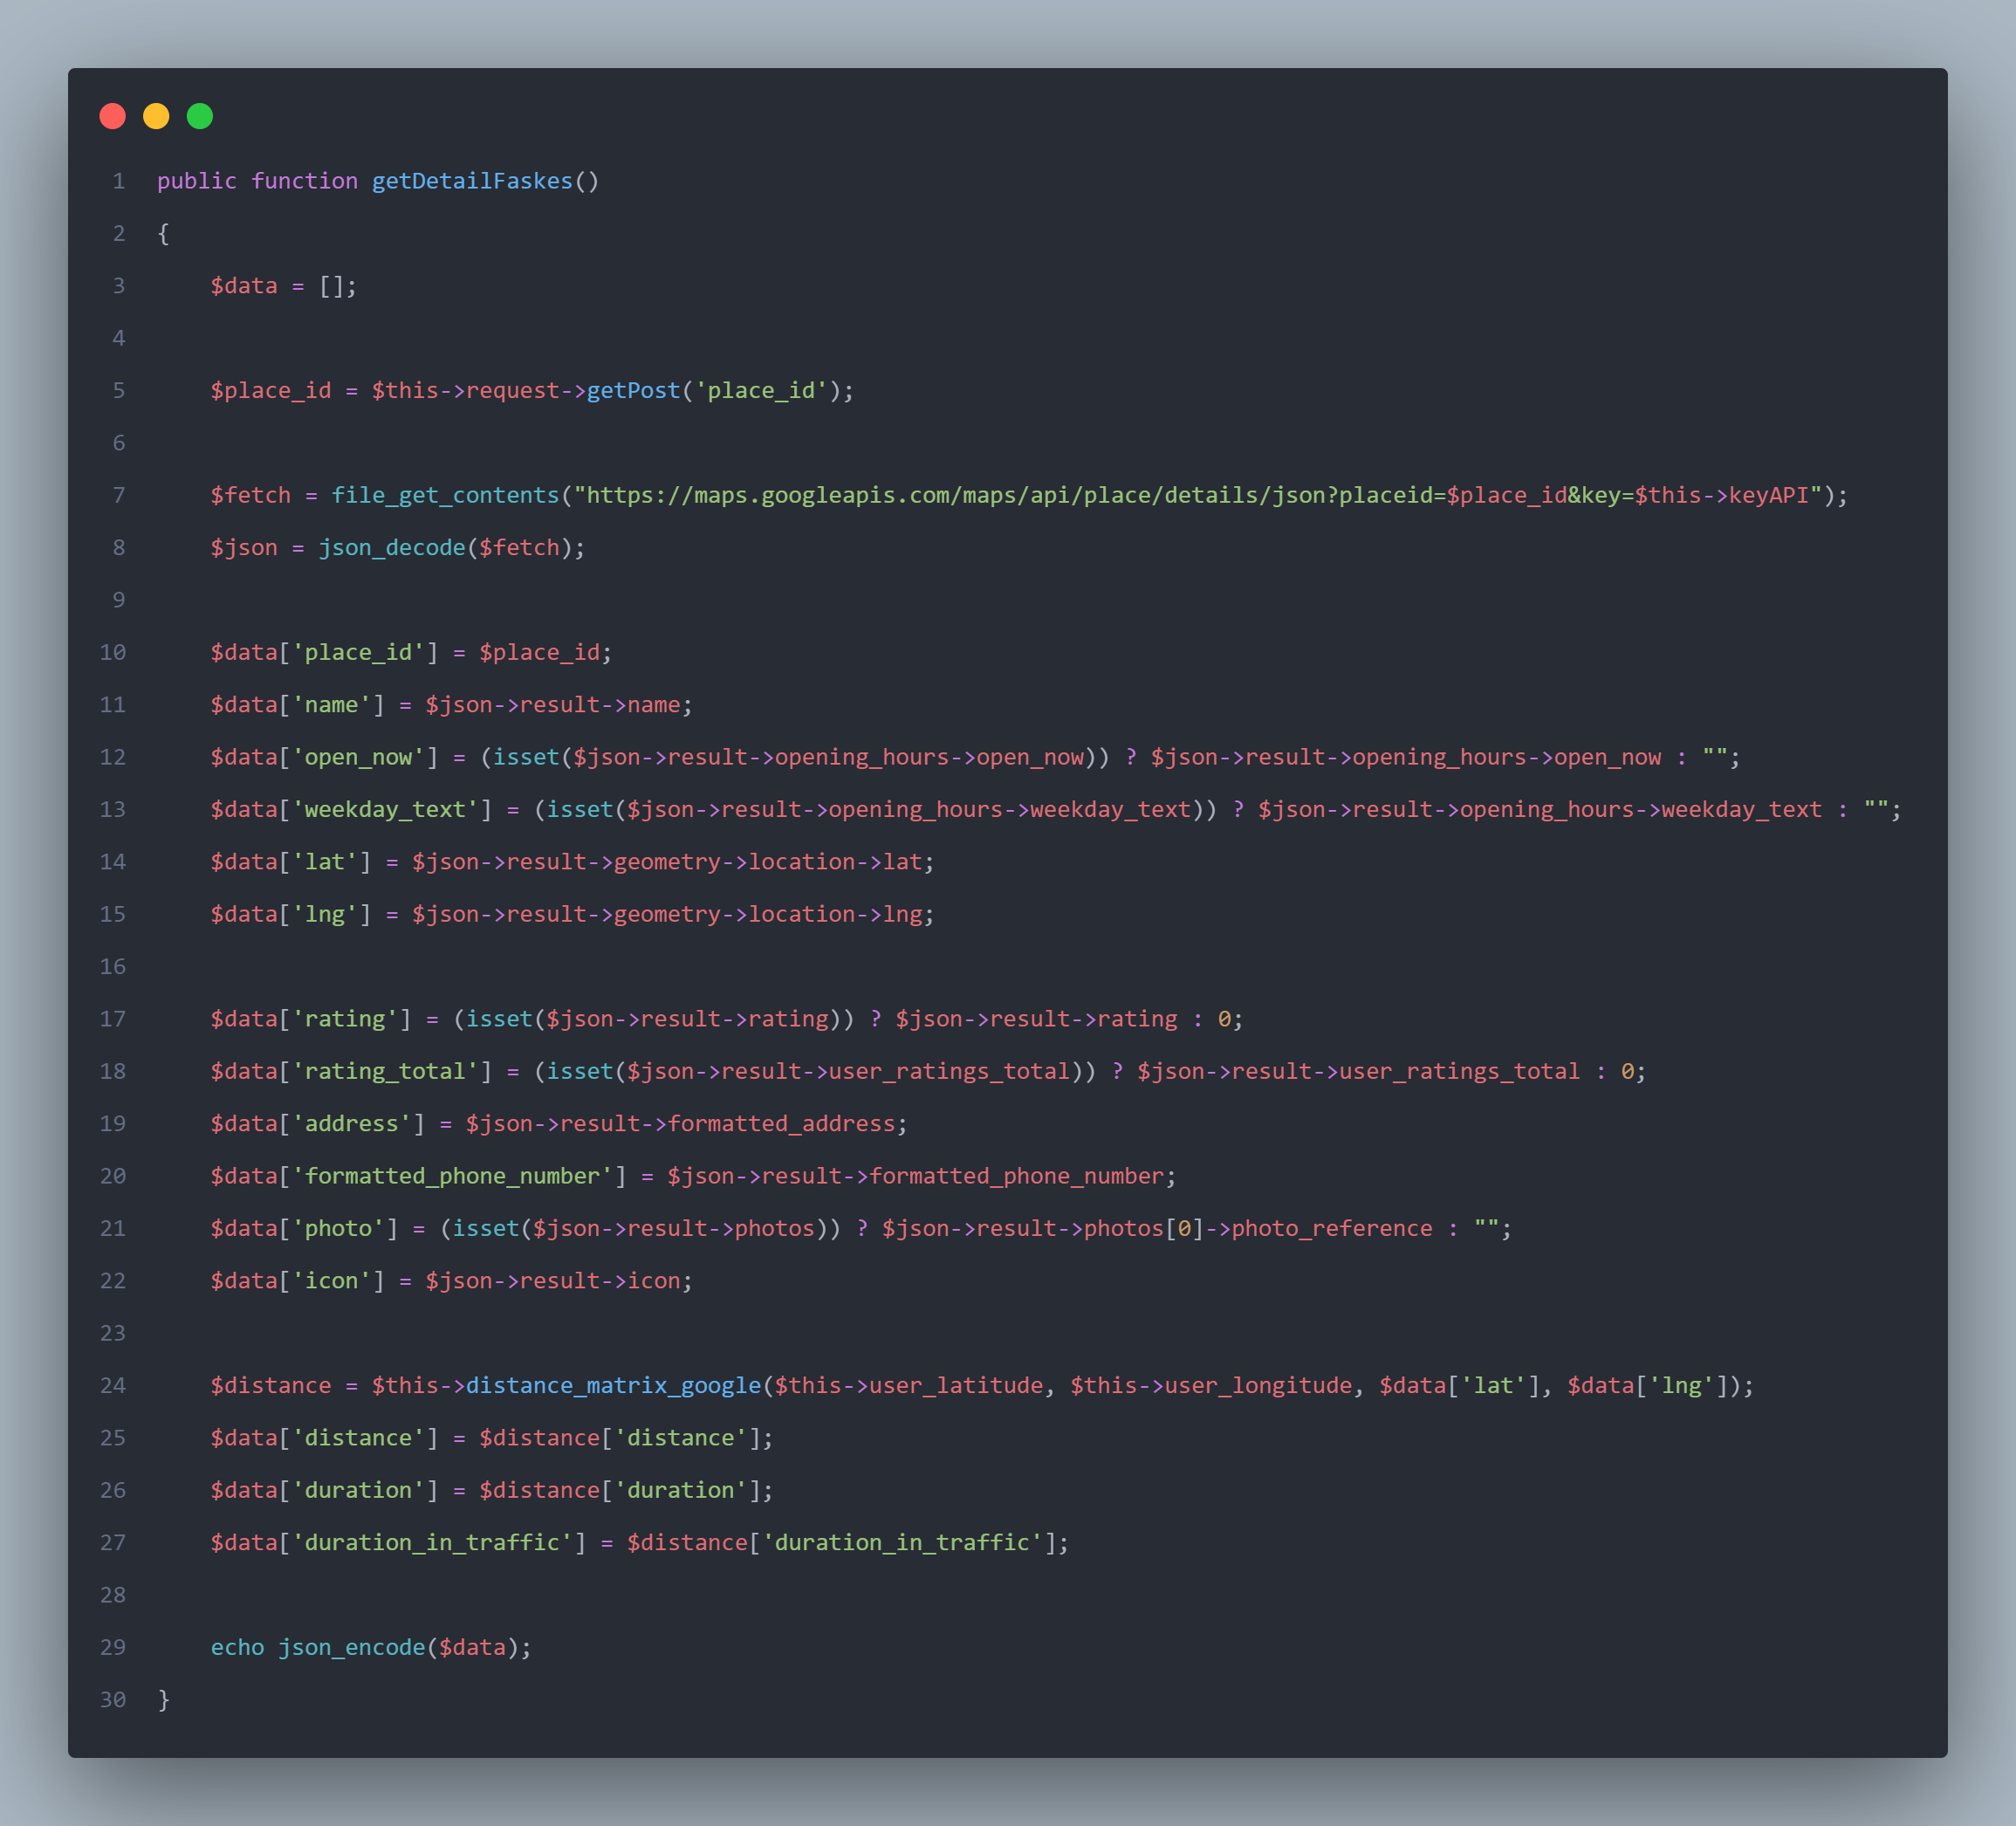 1 public function getDetailFaskes()
2 {
3     $data = [];
4
5     $place_id = $this->request->getPost('place_id');
6
7     $fetch = file_get_contents("https://maps.googleapis.com/maps/api/place/details/json?placeid=$place_id&key=$this->keyAPI");
8     $json = json_decode($fetch);
9
10     $data['place_id'] = $place_id;
11     $data['name'] = $json->result->name;
12     $data['open_now'] = (isset($json->result->opening_hours->open_now)) ? $json->result->opening_hours->open_now : "";
13     $data['weekday_text'] = (isset($json->result->opening_hours->weekday_text)) ? $json->result->opening_hours->weekday_text : "";
14     $data['lat'] = $json->result->geometry->location->lat;
15     $data['lng'] = $json->result->geometry->location->lng;
16
17     $data['rating'] = (isset($json->result->rating)) ? $json->result->rating : 0;
18     $data['rating_total'] = (isset($json->result->user_ratings_total)) ? $json->result->user_ratings_total : 0;
19     $data['address'] = $json->result->formatted_address;
20     $data['formatted_phone_number'] = $json->result->formatted_phone_number;
21     $data['photo'] = (isset($json->result->photos)) ? $json->result->photos[0]->photo_reference : "";
22     $data['icon'] = $json->result->icon;
23
24     $distance = $this->distance_matrix_google($this->user_latitude, $this->user_longitude, $data['lat'], $data['lng']);
25     $data['distance'] = $distance['distance'];
26     $data['duration'] = $distance['duration'];
27     $data['duration_in_traffic'] = $distance['duration_in_traffic'];
28
29     echo json_encode($data);
30 }